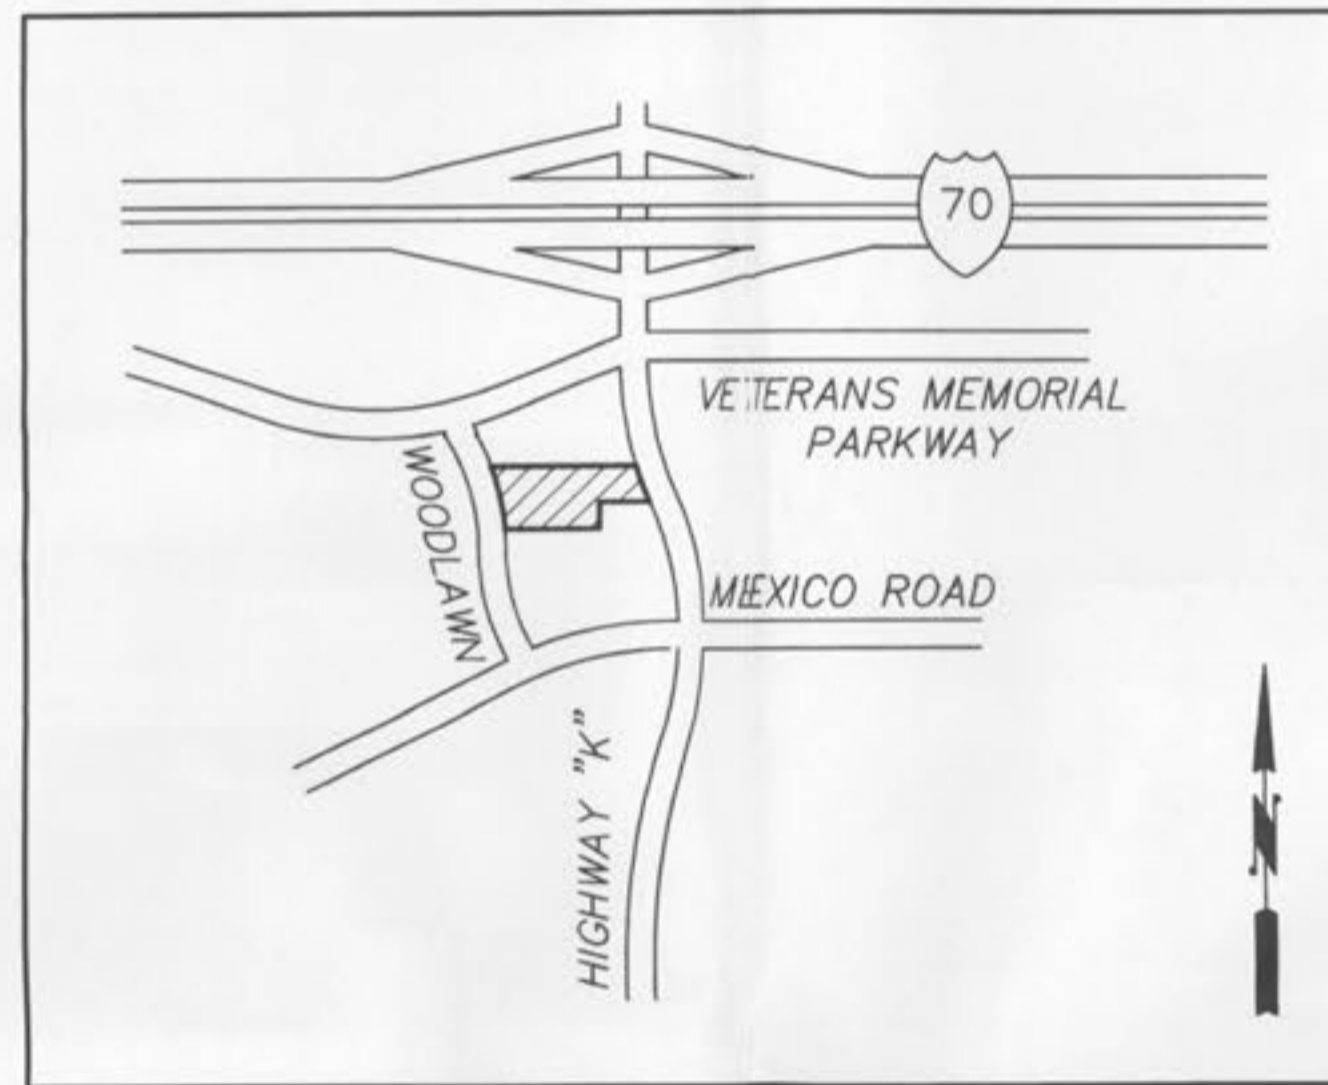 70
VETERANS MEMORIAL
PARKWAY
WOODLAWN
MEXICO ROAD
HIGHWAY "K"
N